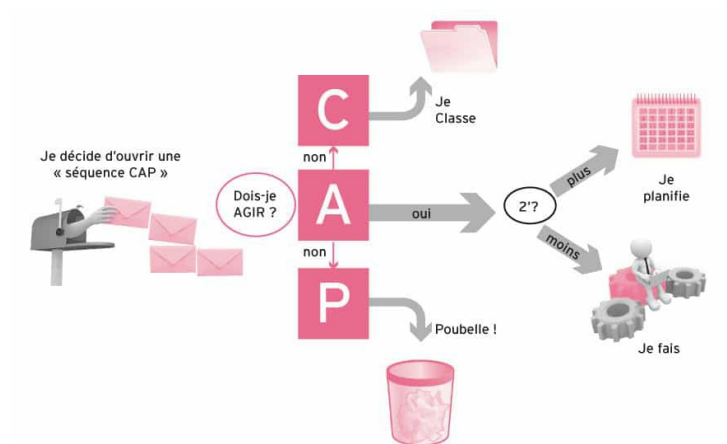 C
Je
Classe
Je décide d'ouvrir une
« séquence CAP »
non
Dois-je
AGIR ?
A
oui
2'?
plus
Je
planifie
moins
non
P
Poubelle !
Je fais